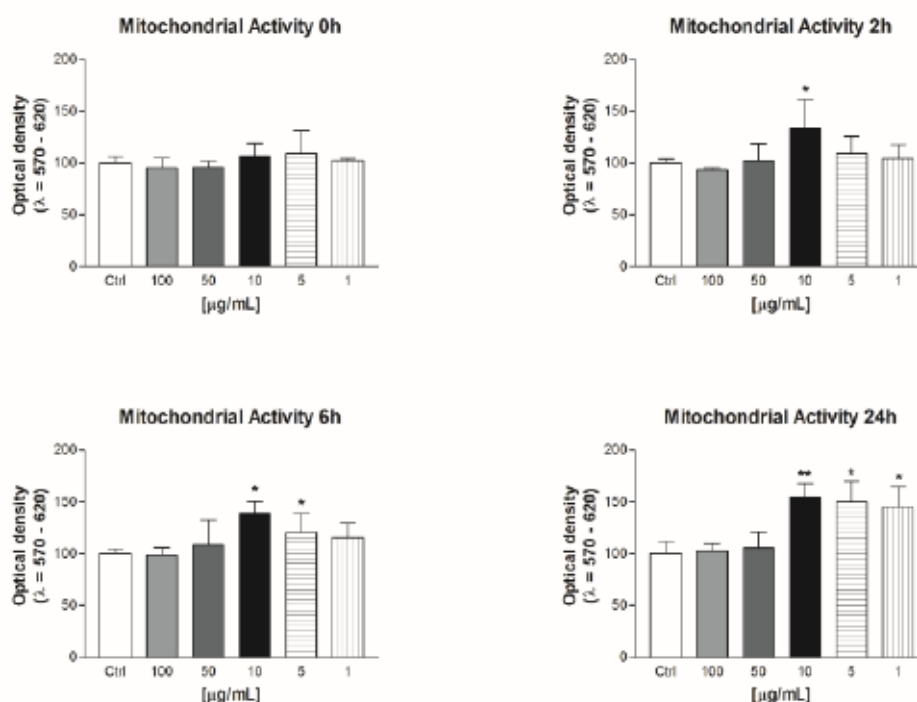 Mitochondrial Activity 0h
200
150
100
50
0
Optical density
(λ = 570 - 620)
Ctrl 100 50 10 5 1
[µg/mL]
Mitochondrial Activity 2h
200
150
100
50
0
Optical density
(λ = 570 - 620)
*
Ctrl 100 50 10 5 1
[µg/mL]
Mitochondrial Activity 6h
200
150
100
50
0
Optical density
(λ = 570 - 620)
* *
Ctrl 100 50 10 5 1
[µg/mL]
Mitochondrial Activity 24h
200
150
100
50
0
Optical density
(λ = 570 - 620)
** * *
Ctrl 100 50 10 5 1
[µg/mL]